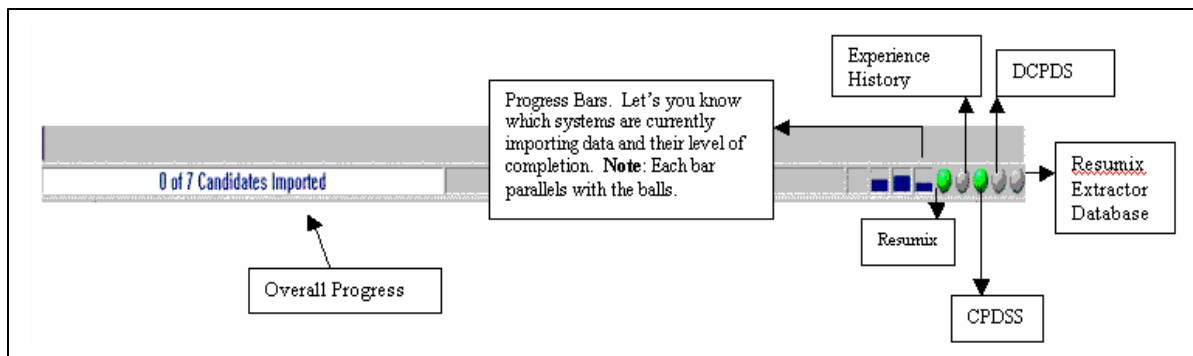 Experience
History
DCPDS
Progress Bars.  Let's you know
which systems are currently
importing data and their level of
completion.  Note: Each bar
parallels with the balls.
0 of 7 Candidates Imported
Resumix
Extractor
Database
Resumix
Overall Progress
CPDSS